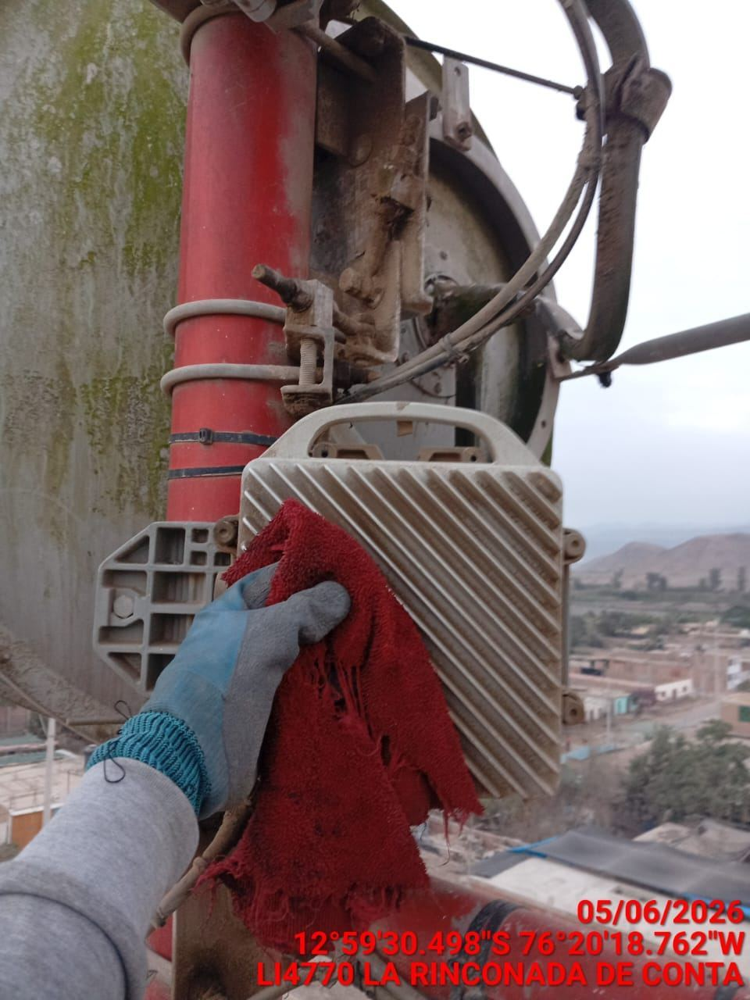 05/06/2026
12°59'30.498"S 76°20'18.762"W
LI4770 LA RINCONADA DE CONTA